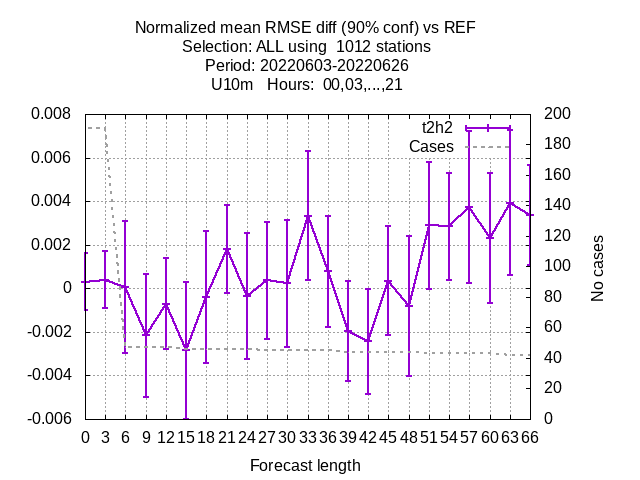 Normalized mean RMSE diff (90% conf) vs REF
Selection: ALL using  1012 stations
Period: 20220603-20220626
U10m   Hours:  00,03,...,21
t2h2
Cases
0.008
0.006
0.004
0.002
0
-0.002
-0.004
-0.006
200
180
160
140
120
100
80
60
40
20
0
No cases
0 3 6 9 12 15 18 21 24 27 30 33 36 39 42 45 48 51 54 57 60 63 66
Forecast length